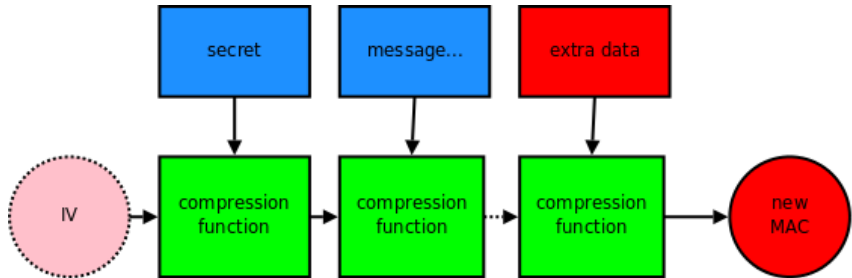 secret
message...
extra data
IV
compression
function
compression
function
compression
function
new
MAC